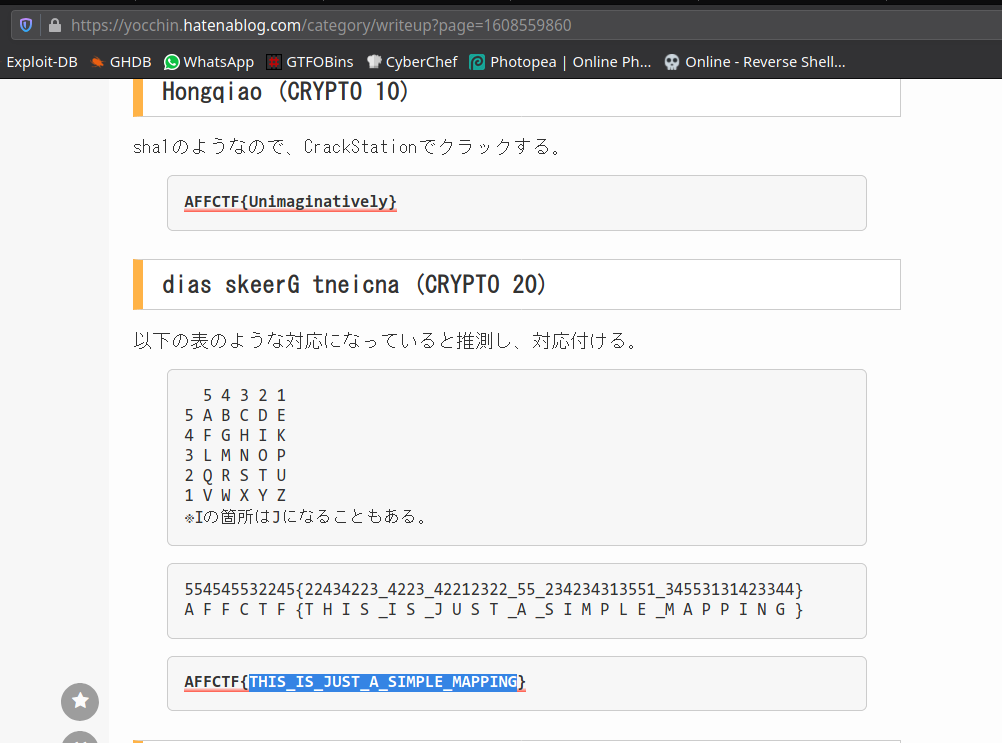 https://yocchin.hatenablog.com/category/writeup?page=1608559860
Exploit-DB GHDB WhatsApp GTFOBins CyberChef Photopea | Online Ph... Online - Reverse Shell...
Hongqiao (CRYPTO 10)
sha1のようなので、CrackStationでクラックする。
AFFCTF{Unimaginatively}
dias skeerG tneicna (CRYPTO 20)
以下の表のような対応になっていると推測し、対応付ける。
5 4 3 2 1
5 A B C D E
4 F G H I K
3 L M N O P
2 Q R S T U
1 V W X Y Z
※Iの箇所はJになることもある。
554545532245{22434223_4223_42212322_55_234234313551_34553131423344}
A F F C T F {T H I S _I S _J U S T _A _S I M P L E _M A P P I N G }
AFFCTF{THIS_IS_JUST_A_SIMPLE_MAPPING}